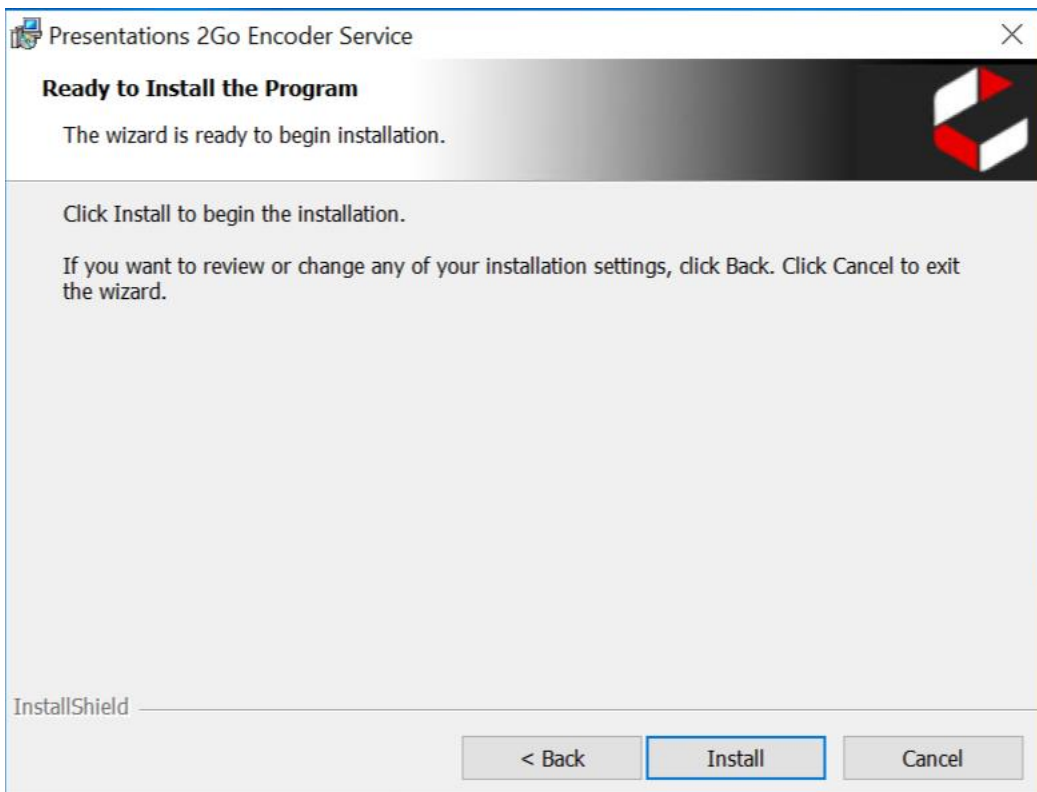 Presentations 2Go Encoder Service
Ready to Install the Program
The wizard is ready to begin installation.
Click Install to begin the installation.
If you want to review or change any of your installation settings, click Back. Click Cancel to exit
the wizard.
InstallShield
< Back
Install
Cancel